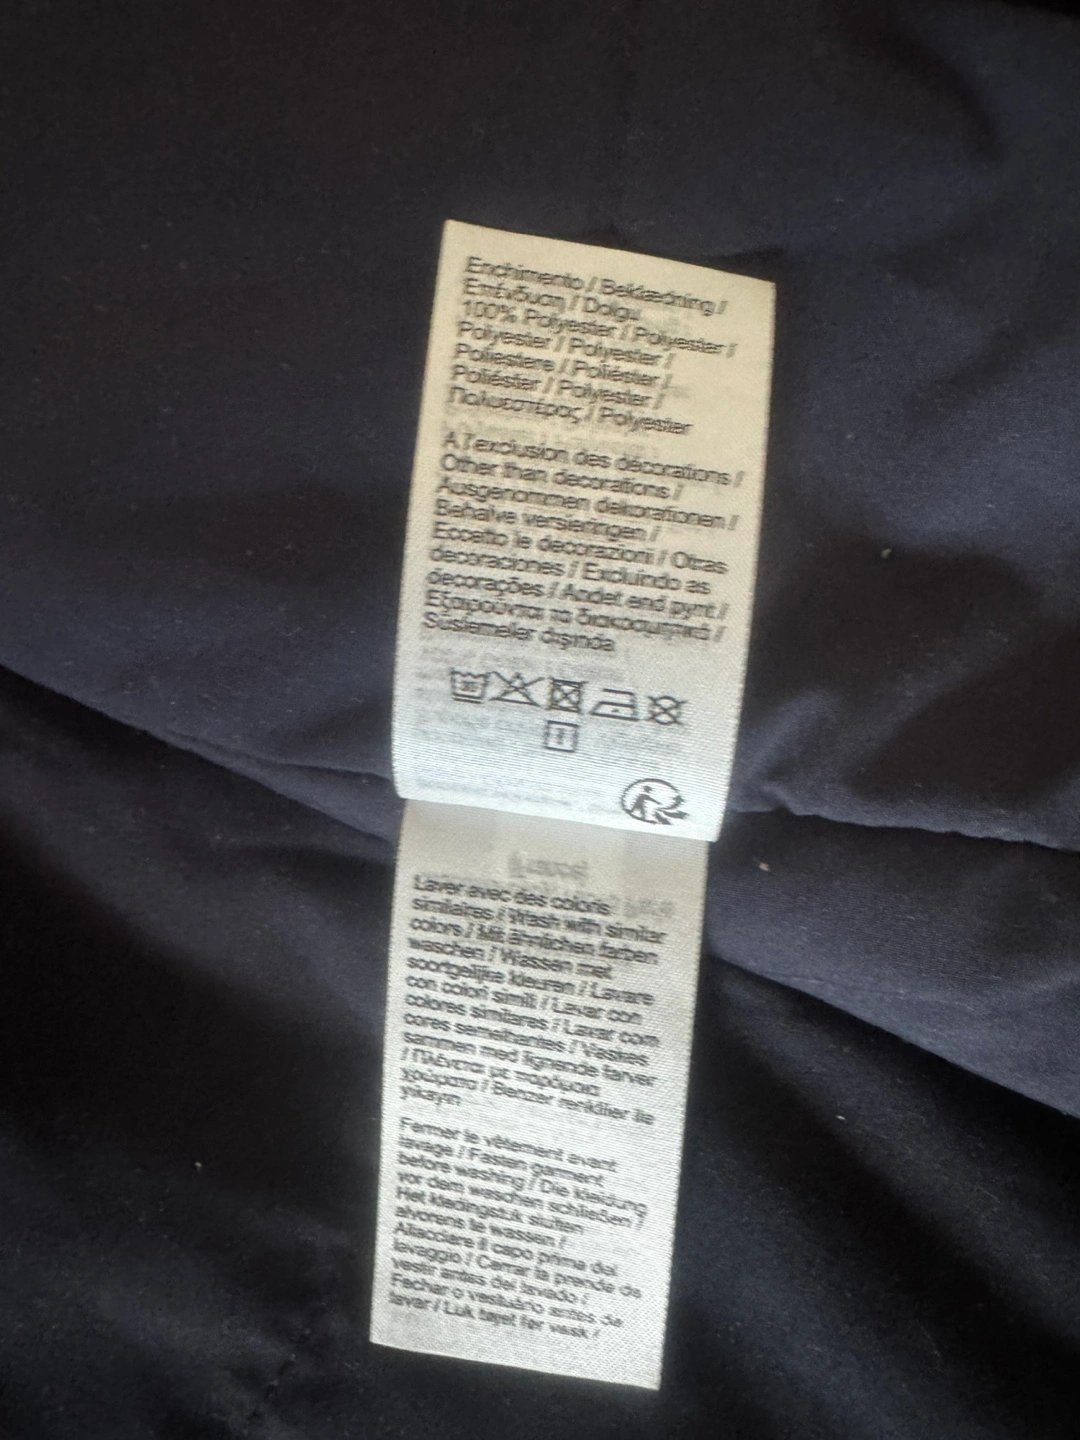 Enchimento / Beklædning /
Επένδυση / Dolgu
100% Polyester / Polyester /
Polyester / Polyester /
Poliestere / Poliéster /
Poliéster / Polyester /
Πολυεστέρας / Polyester
A l'exclusion des décorations /
Other than decorations /
Ausgenommen dekorationen /
Behalve versieringen /
Eccetto le decorazioni / Otras
decoraciones / Excluindo as
decorações / Andet end pynt /
Εξαιρούνται τα διακοσμητικά /
Süslemeler dışında
30
Laver avec des coloris
similaires / Wash with similar
colors / Mit ähnlichen farben
waschen / Wassen met
soortgelijke kleuren / Lavare
con colori simili / Lavar con
colores similares / Lavar com
cores semelhantes / Vaskes
sammen med lignende farver
/ Πλένεται με παρόμοια
χρώματα / Benzer renkliler ile
yıkayın
Fermer le vêtement avant
lavage / Fasten garment
before washing / Die kleidung
vor dem waschen schließen /
Het kledingstuk sluiten
alvorens te wassen /
Allacciare il capo prima del
lavaggio / Cerrar la prenda de
vestir antes del lavado /
Fechar o vestuário antes de
lavar / Luk tøjet før vask /